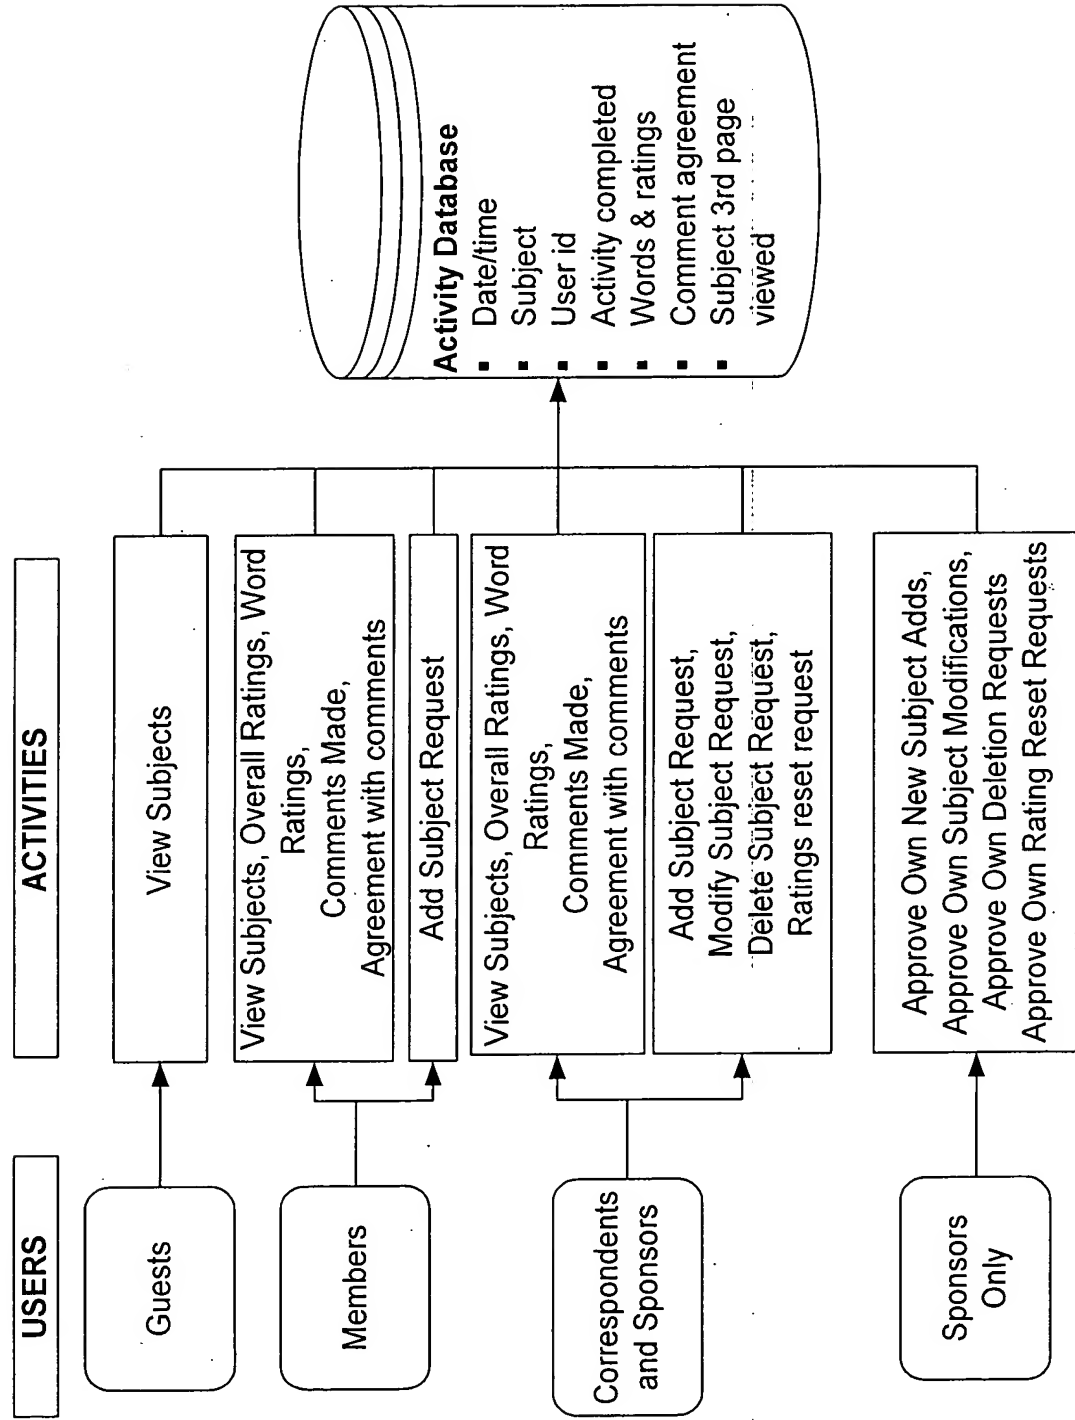 USERS
ACTIVITIES
Guests
View Subjects
Members
View Subjects, Overall Ratings, Word
Ratings,
Comments Made,
Agreement with comments
Add Subject Request
Correspondents
and Sponsors
View Subjects, Overall Ratings, Word
Ratings,
Comments Made,
Agreement with comments
Add Subject Request,
Modify Subject Request,
Delete Subject Request,
Ratings reset request
Sponsors
Only
Approve Own New Subject Adds,
Approve Own Subject Modifications,
Approve Own Deletion Requests
Approve Own Rating Reset Requests
Activity Database
▪ Date/time
▪ Subject
▪ User id
▪ Activity completed
▪ Words & ratings
▪ Comment agreement
▪ Subject 3rd page
viewed